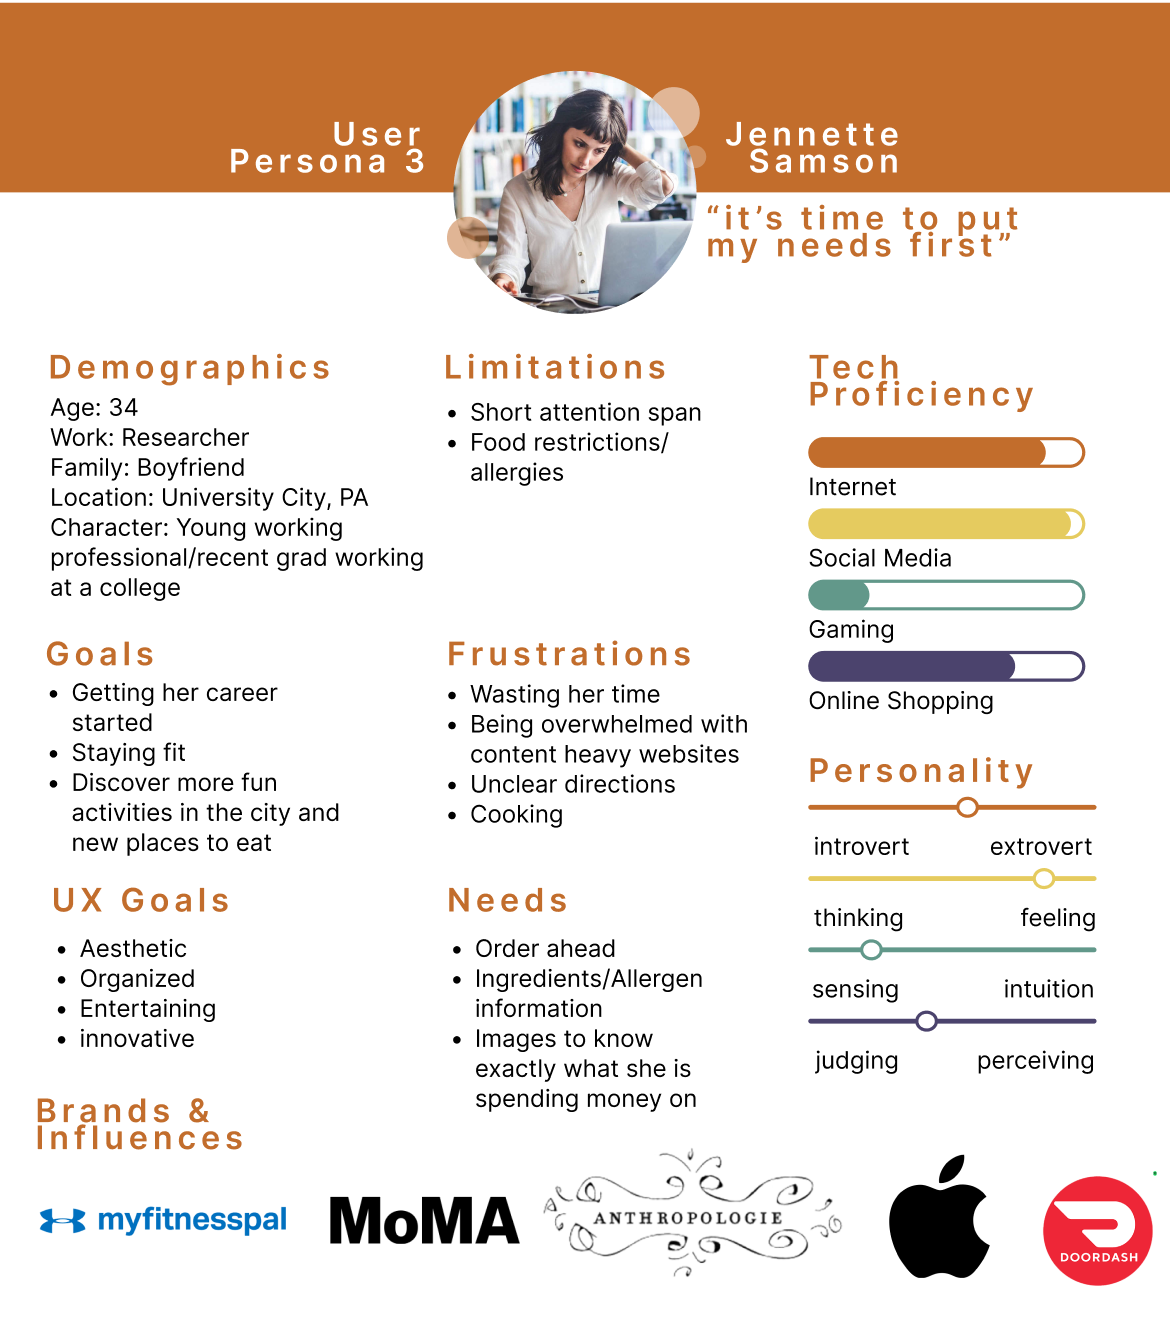 User
Persona 3
Jennette
Samson
“it’s time to put
my needs first”
Demographics
Age: 34
Work: Researcher
Family: Boyfriend
Location: University City, PA
Character: Young working
professional/recent grad working
at a college
Limitations
• Short attention span
• Food restrictions/
allergies
Tech
Proficiency
Internet
Social Media
Gaming
Online Shopping
Goals
• Getting her career
started
• Staying fit
• Discover more fun
activities in the city and
new places to eat
Frustrations
• Wasting her time
• Being overwhelmed with
content heavy websites
• Unclear directions
• Cooking
Personality
introvert extrovert
thinking feeling
sensing intuition
judging perceiving
UX Goals
• Aesthetic
• Organized
• Entertaining
• innovative
Needs
• Order ahead
• Ingredients/Allergen
information
• Images to know
exactly what she is
spending money on
Brands &
Influences
myfitnesspal
MoMA
ANTHROPOLOGIE
DOORDASH